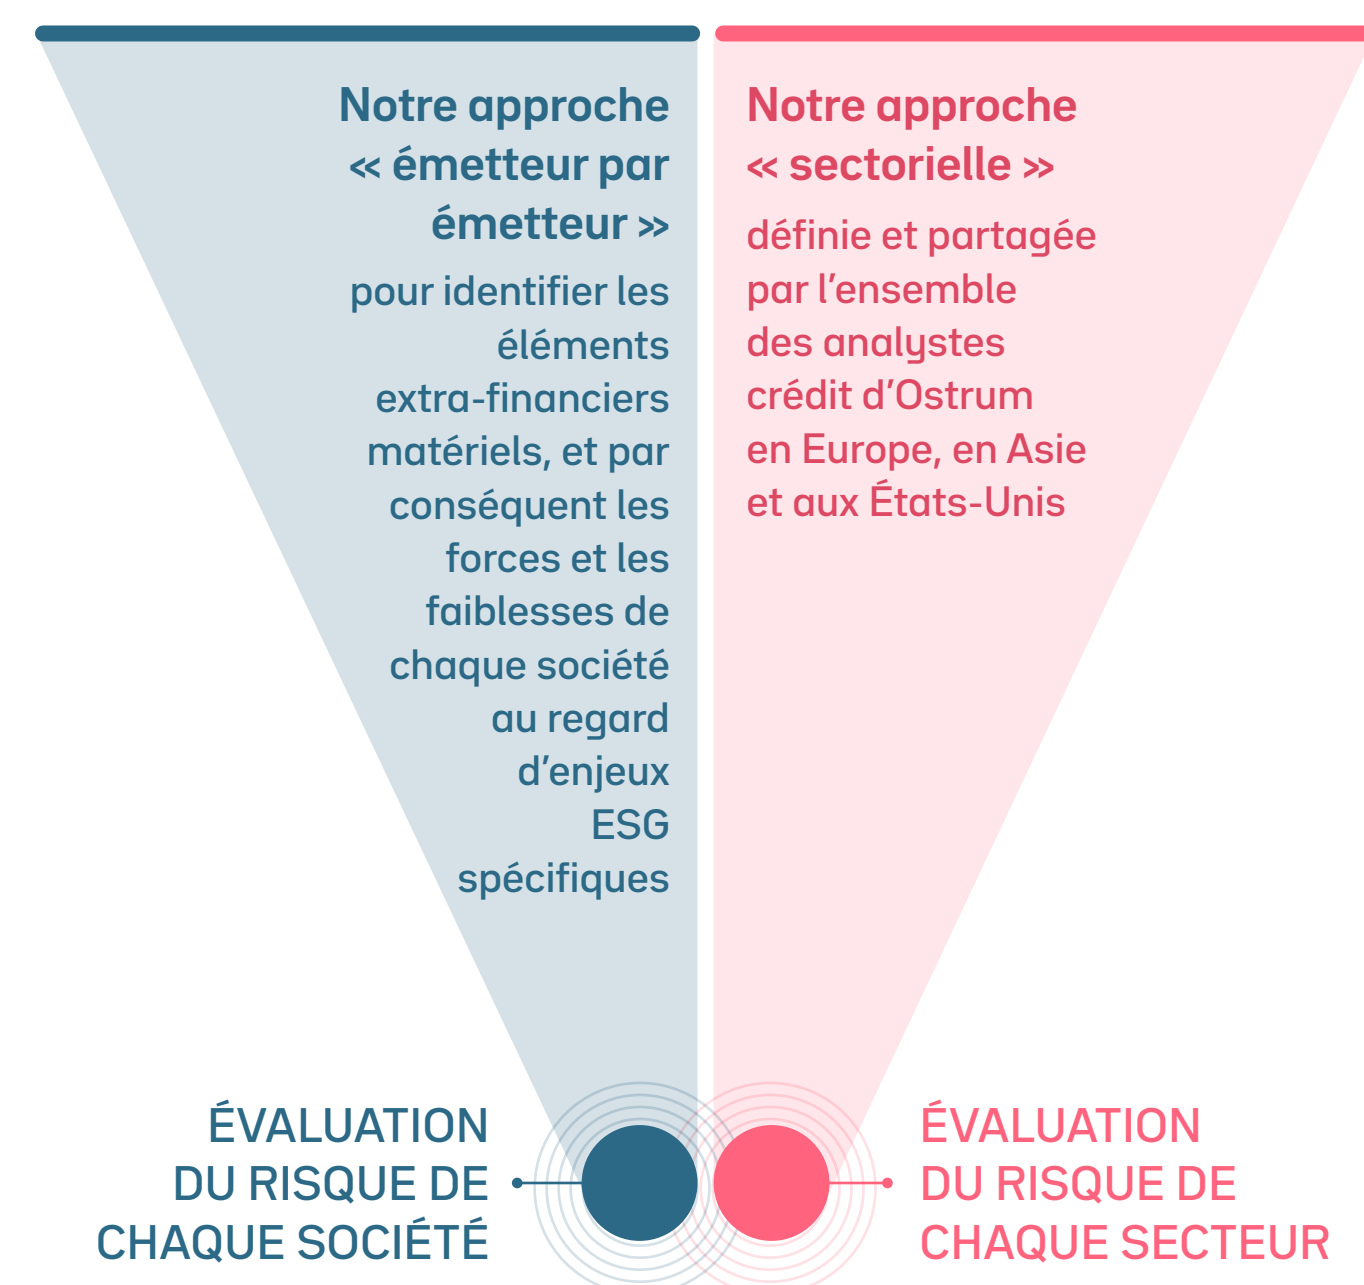 Notre approche
« émetteur par
émetteur »
pour identifier les
éléments
extra-financiers
matériels, et par
conséquent les
forces et les
faiblesses de
chaque société
au regard
d’enjeux
ESG
spécifiques
Notre approche
« sectorielle »
définie et partagée
par l’ensemble
des analystes
crédit d’Ostrum
en Europe, en Asie
et aux États-Unis
ÉVALUATION
DU RISQUE DE
CHAQUE SOCIÉTÉ
ÉVALUATION
DU RISQUE DE
CHAQUE SECTEUR